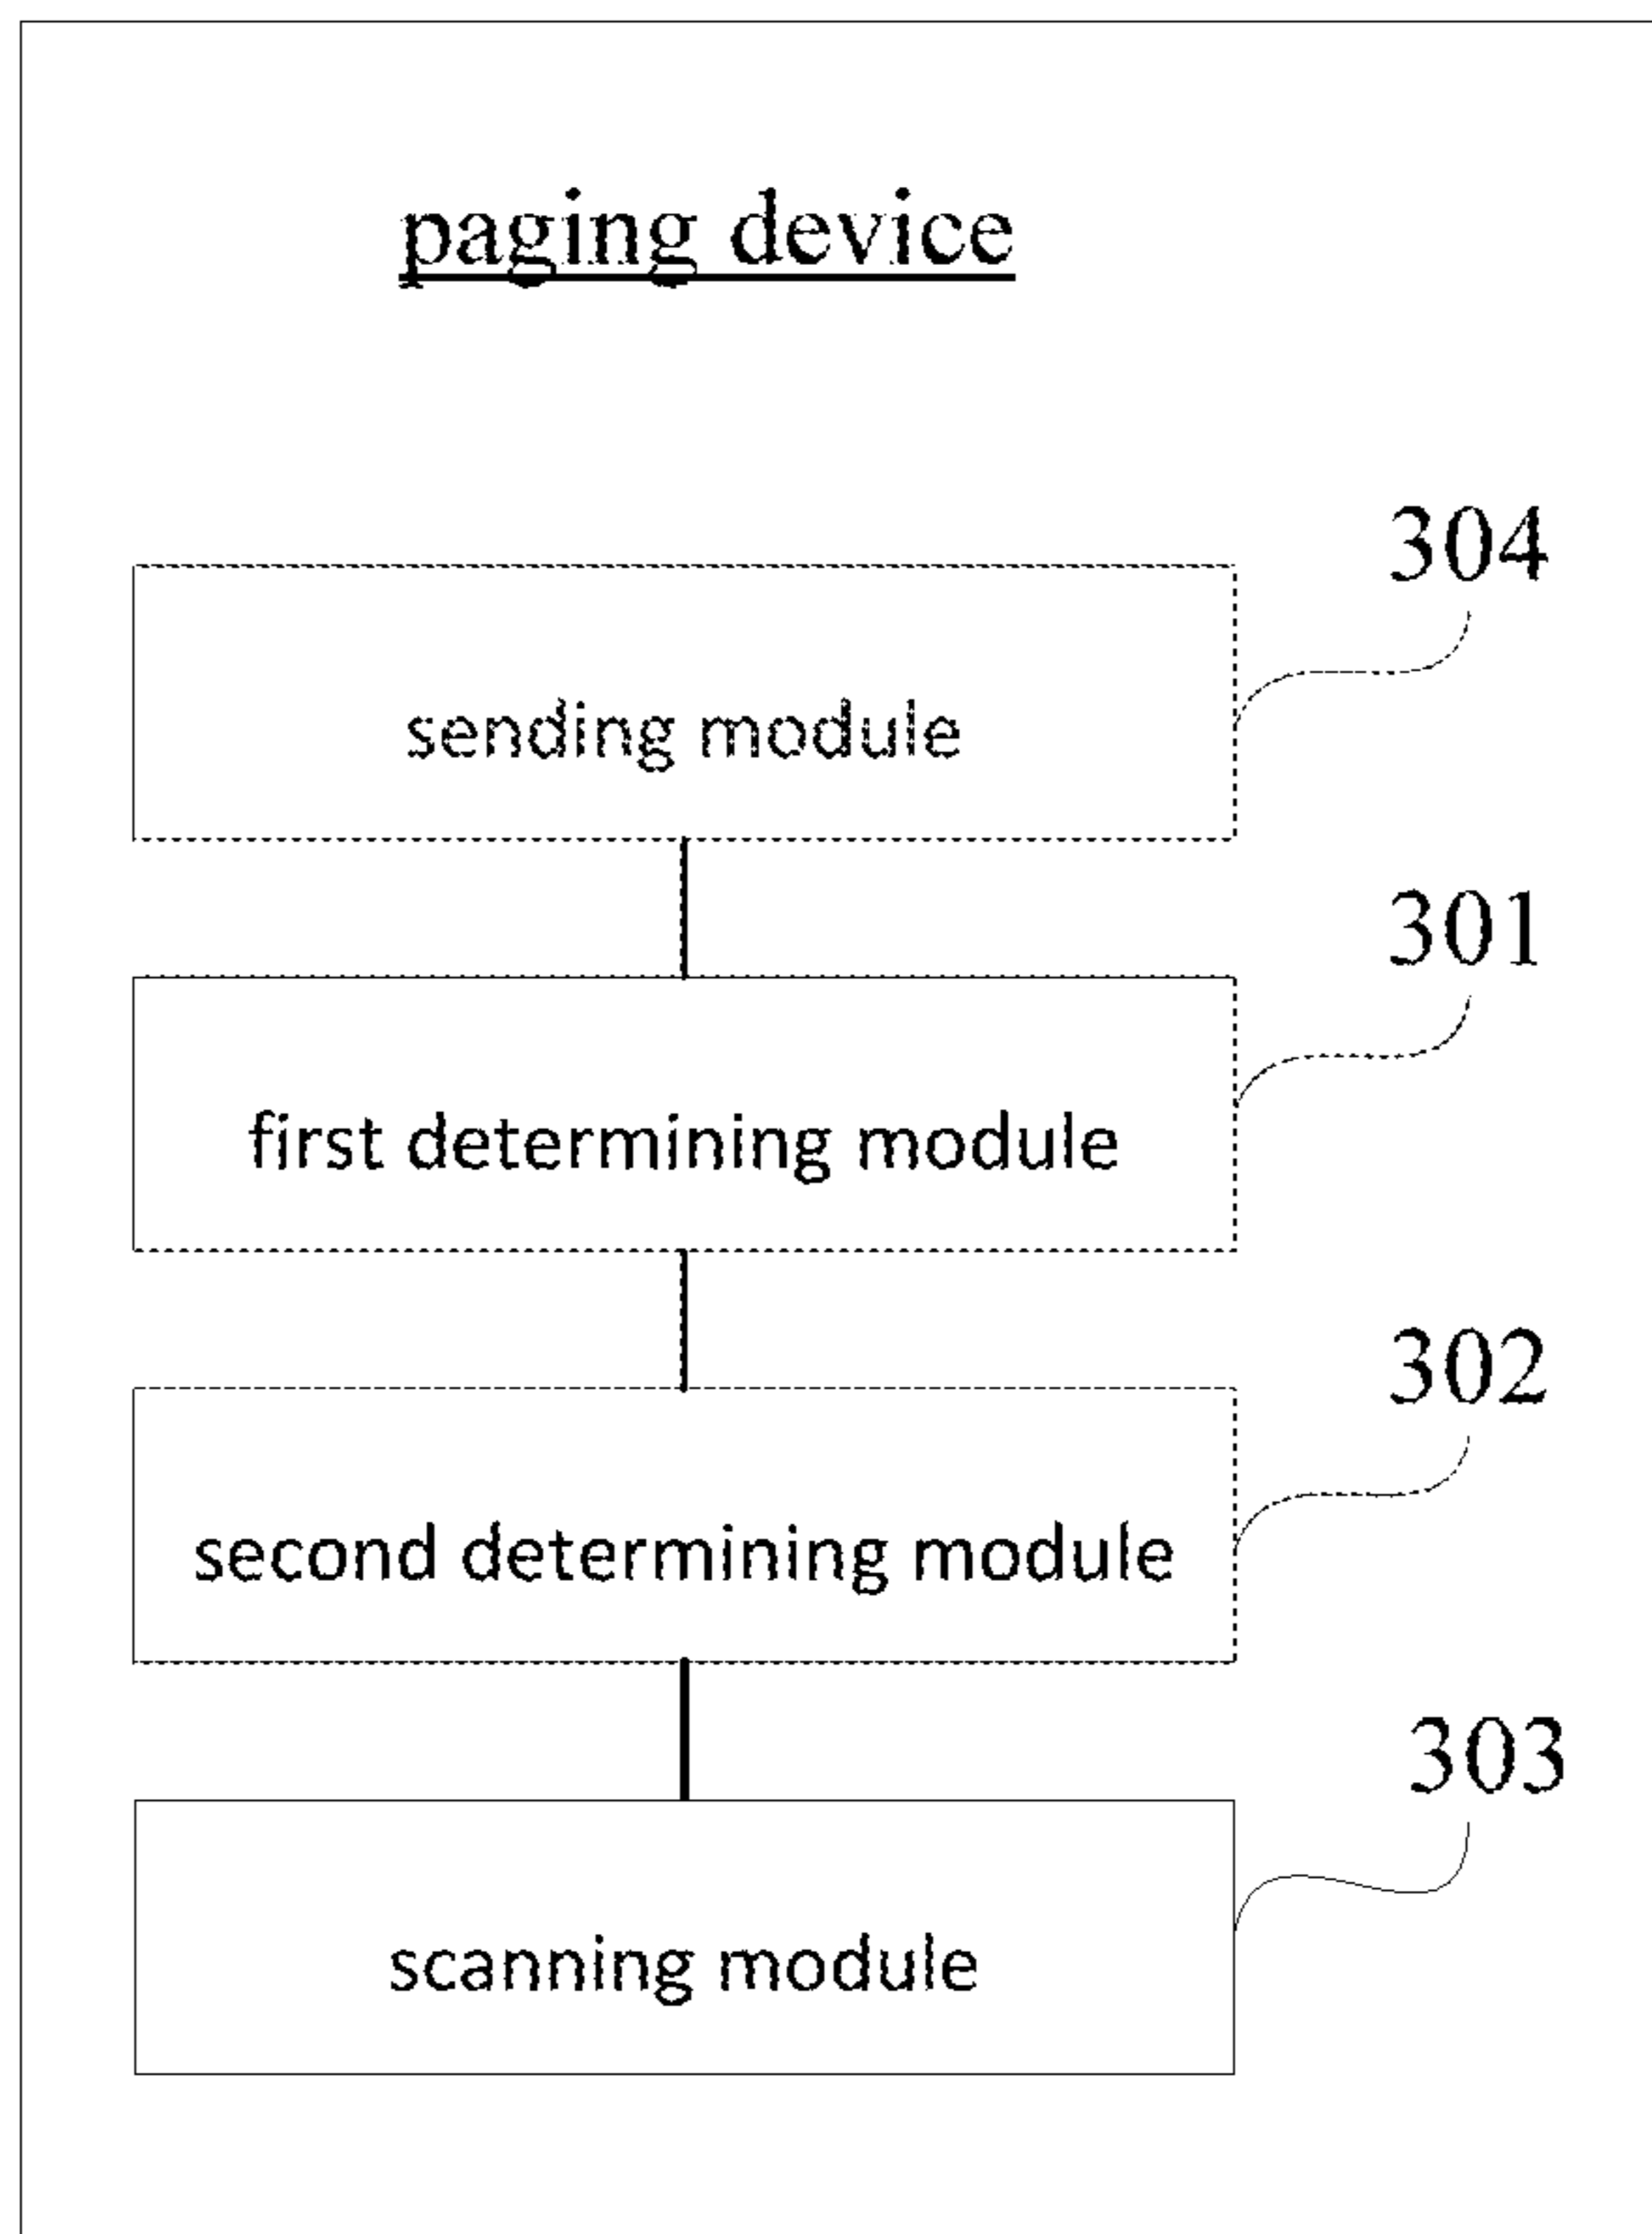 paging device
304
sending module
301
first determining module
302
second determining module
303
scanning module